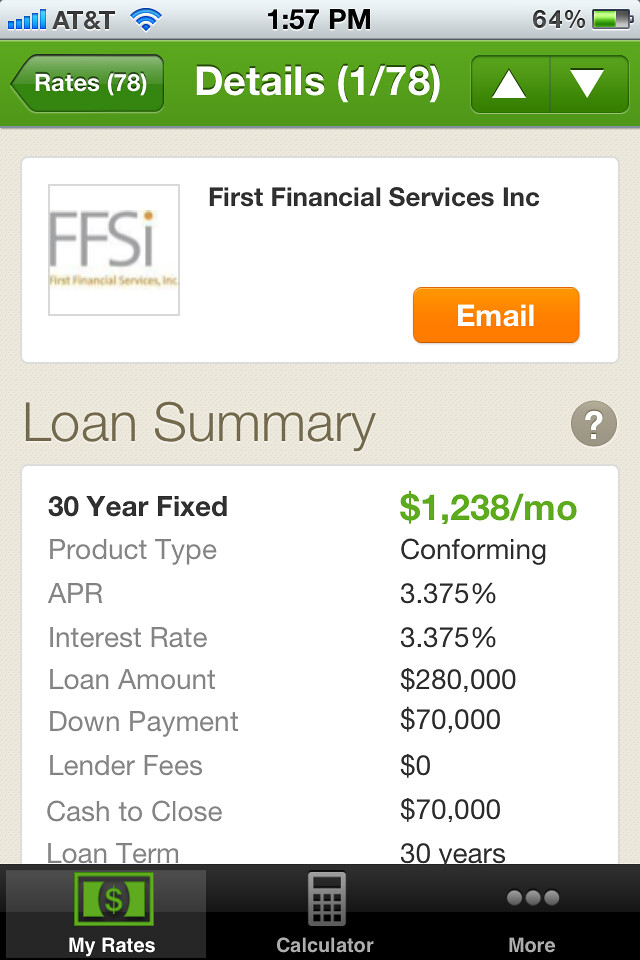 AT&T 1:57 PM 64%
Rates (78) Details (1/78)
FFSi
First Financial Services, Inc.
First Financial Services Inc
Email
Loan Summary ?
30 Year Fixed $1,238/mo
Product Type Conforming
APR 3.375%
Interest Rate 3.375%
Loan Amount $280,000
Down Payment $70,000
Lender Fees $0
Cash to Close $70,000
Loan Term 30 years
$
My Rates Calculator More